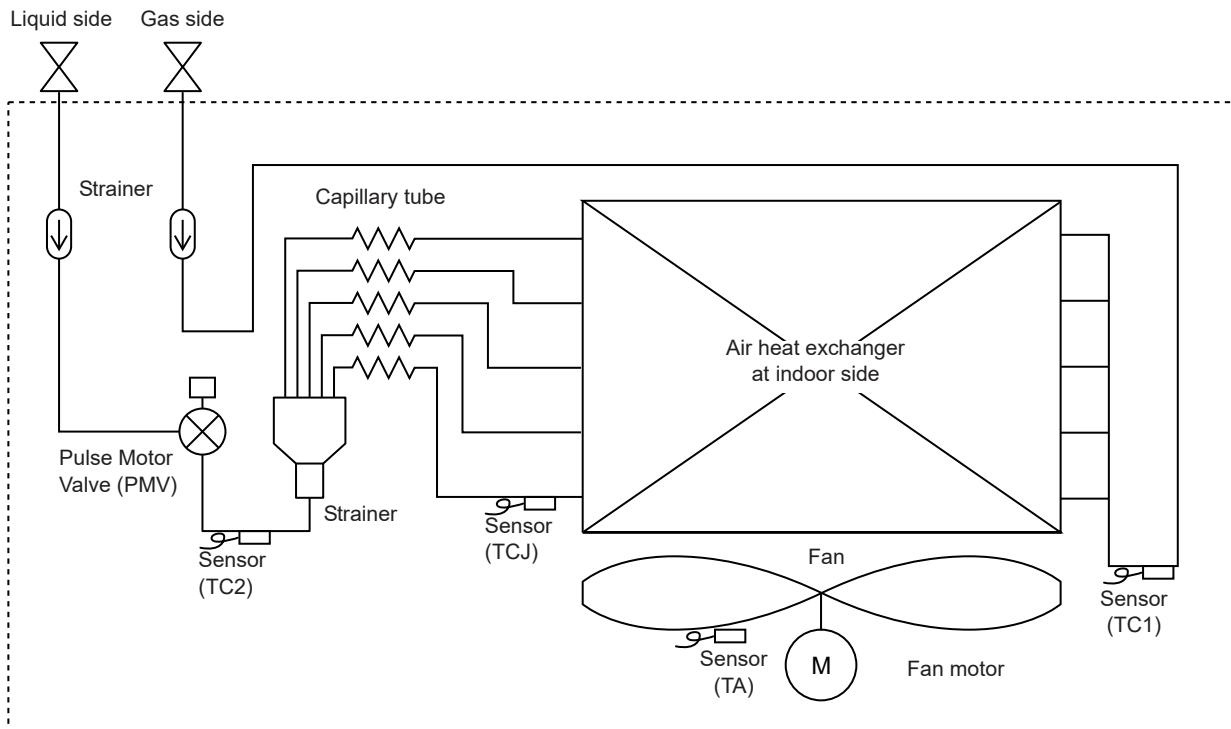 Liquid side
Gas side
Strainer
Capillary tube
Air heat exchanger
at indoor side
Pulse Motor
Valve (PMV)
Strainer
Sensor
(TCJ)
Sensor
(TC2)
Fan
Sensor
(TC1)
Sensor
(TA)
M
Fan motor